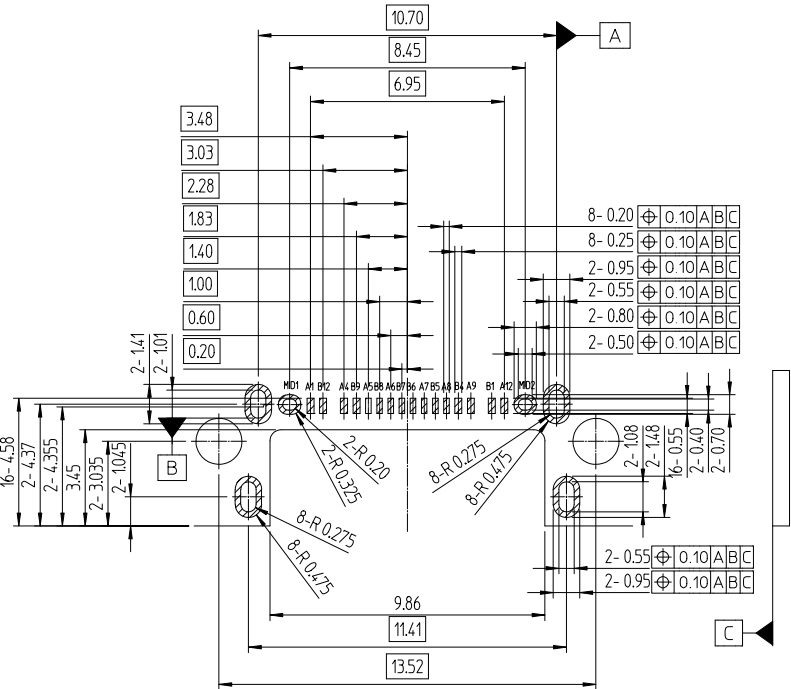 10.70
A
8.45
6.95
3.48
3.03
2.28
1.83
1.40
1.00
0.60
0.20
8- 0.20 ⌖ 0.10 A B C
8- 0.25 ⌖ 0.10 A B C
2- 0.95 ⌖ 0.10 A B C
2- 0.55 ⌖ 0.10 A B C
2- 0.80 ⌖ 0.10 A B C
2- 0.50 ⌖ 0.10 A B C
2- 1.41
2- 1.01
MID1 A1 B12 A4 B9 A5 B8 A6 B7 B6 A7 B5 A8 B4 A9 B1 A12 MID2
16- 4.58
2- 4.37
2- 4.355
3.45
2- 3.035
2- 1.045
B
2-R 0.20
2-R 0.325
8-R 0.275
8-R 0.475
2- 1.08
2- 1.48
16- 0.55
2- 0.40
2- 0.70
8-R 0.275
8-R 0.475
2- 0.55 ⌖ 0.10 A B C
2- 0.95 ⌖ 0.10 A B C
9.86
11.41
C
13.52